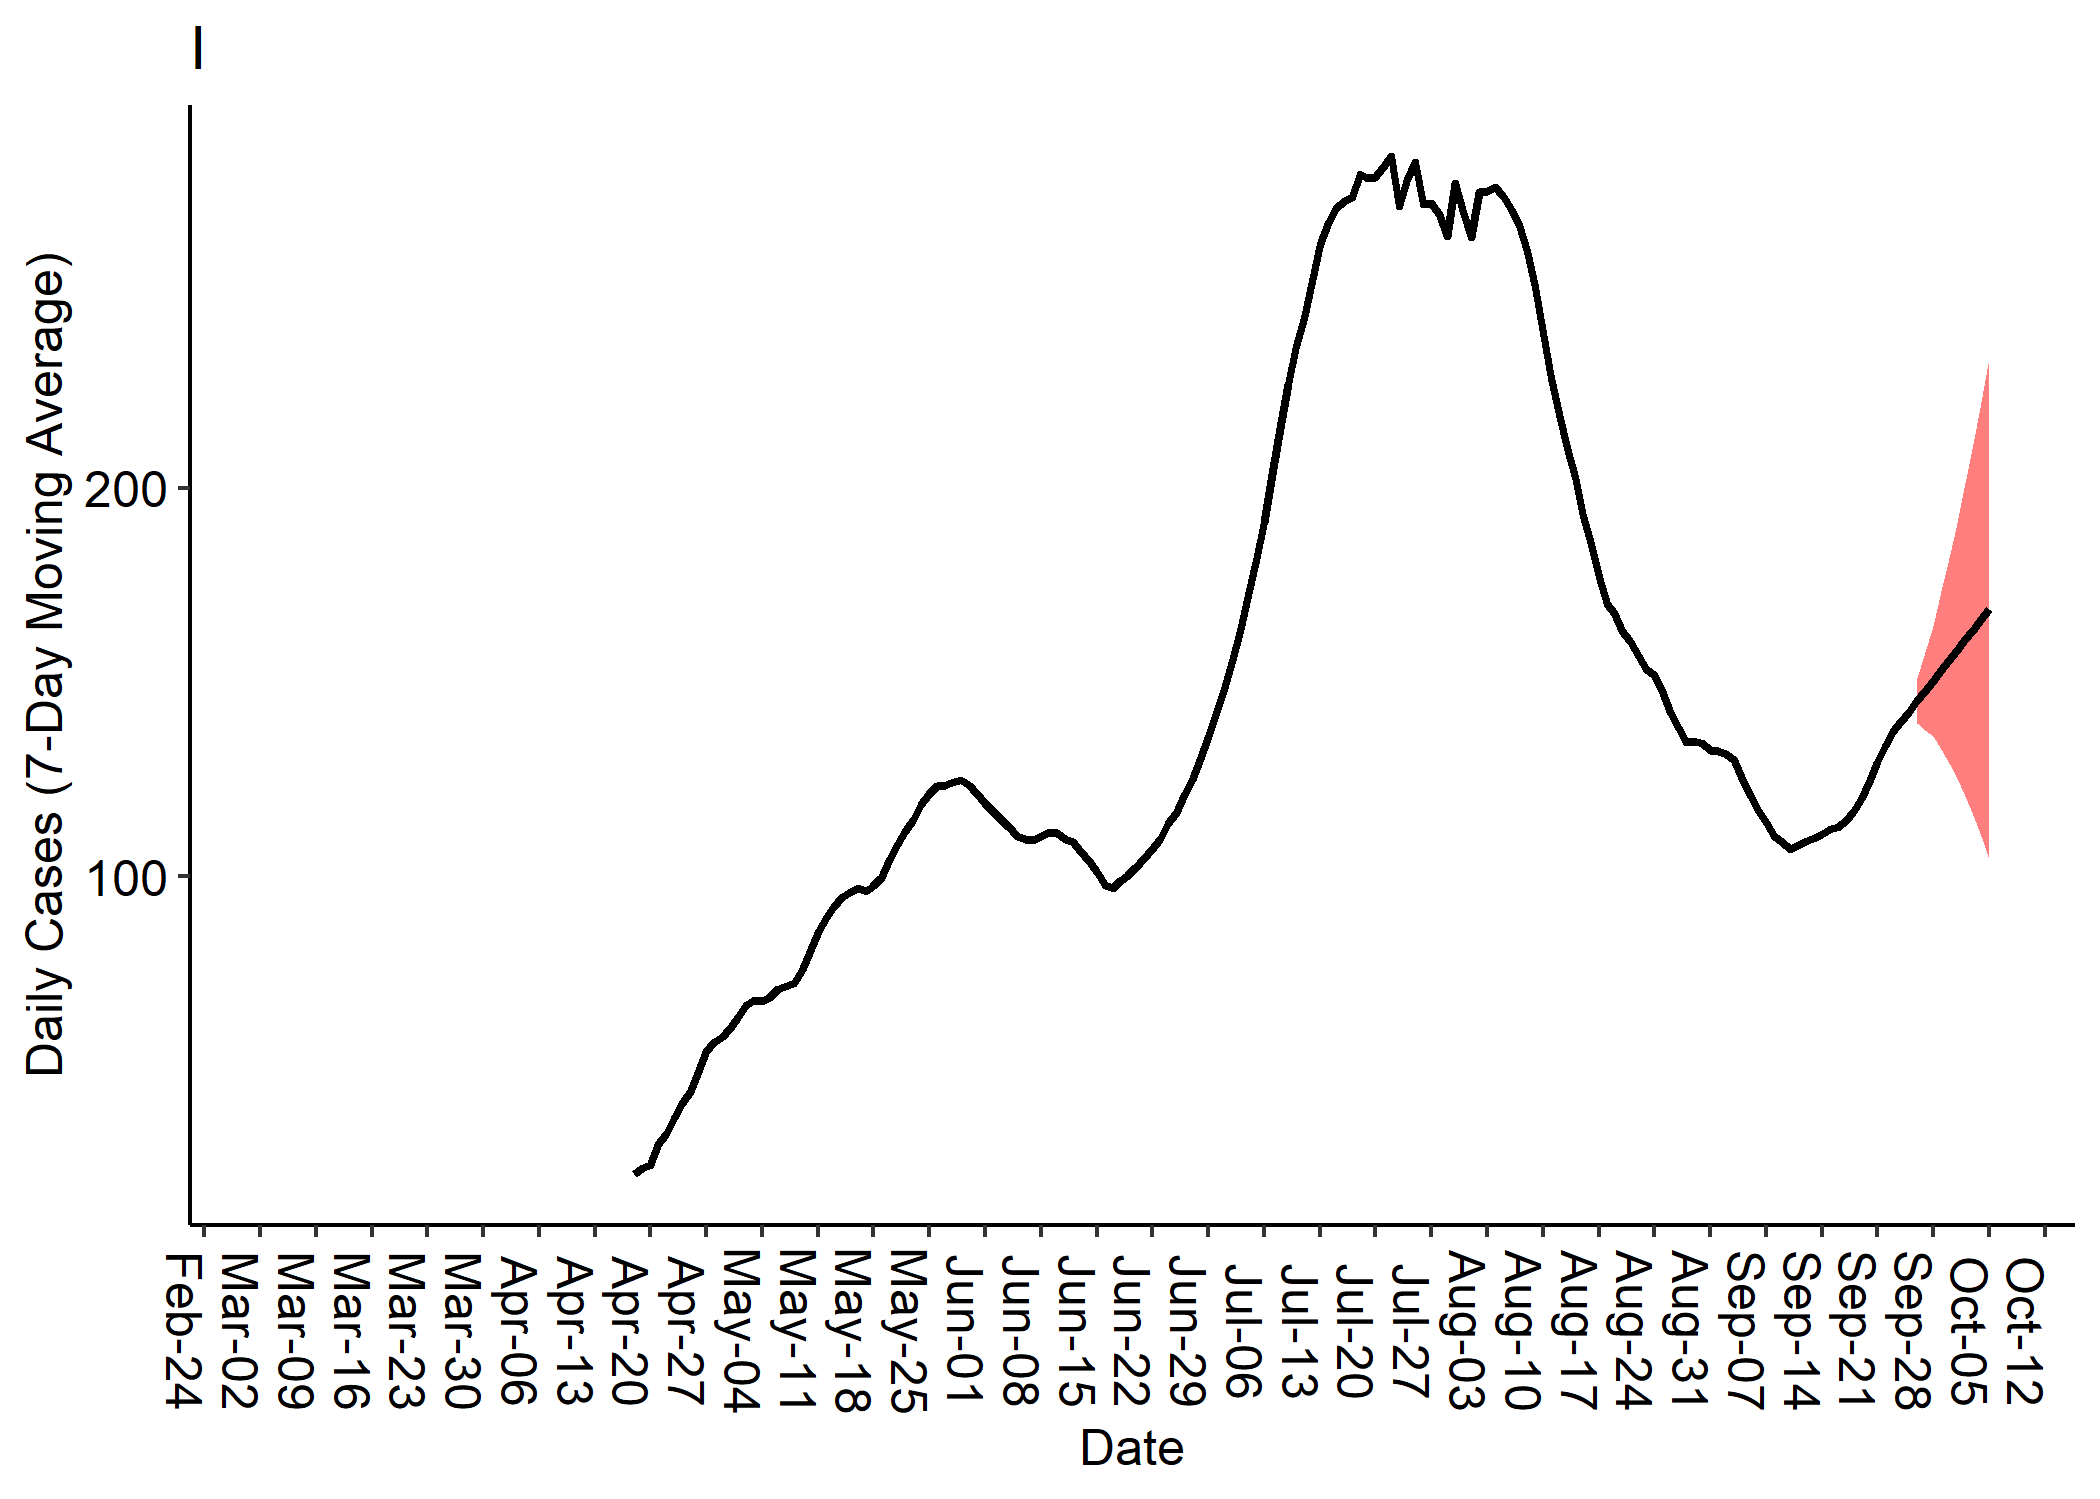 I
Daily Cases (7-Day Moving Average)
200
100
Feb-24
Mar-02
Mar-09
Mar-16
Mar-23
Mar-30
Apr-06
Apr-13
Apr-20
Apr-27
May-04
May-11
May-18
May-25
Jun-01
Jun-08
Jun-15
Jun-22
Jun-29
Jul-06
Jul-13
Jul-20
Jul-27
Aug-03
Aug-10
Aug-17
Aug-24
Aug-31
Sep-07
Sep-14
Sep-21
Sep-28
Oct-05
Oct-12
Date